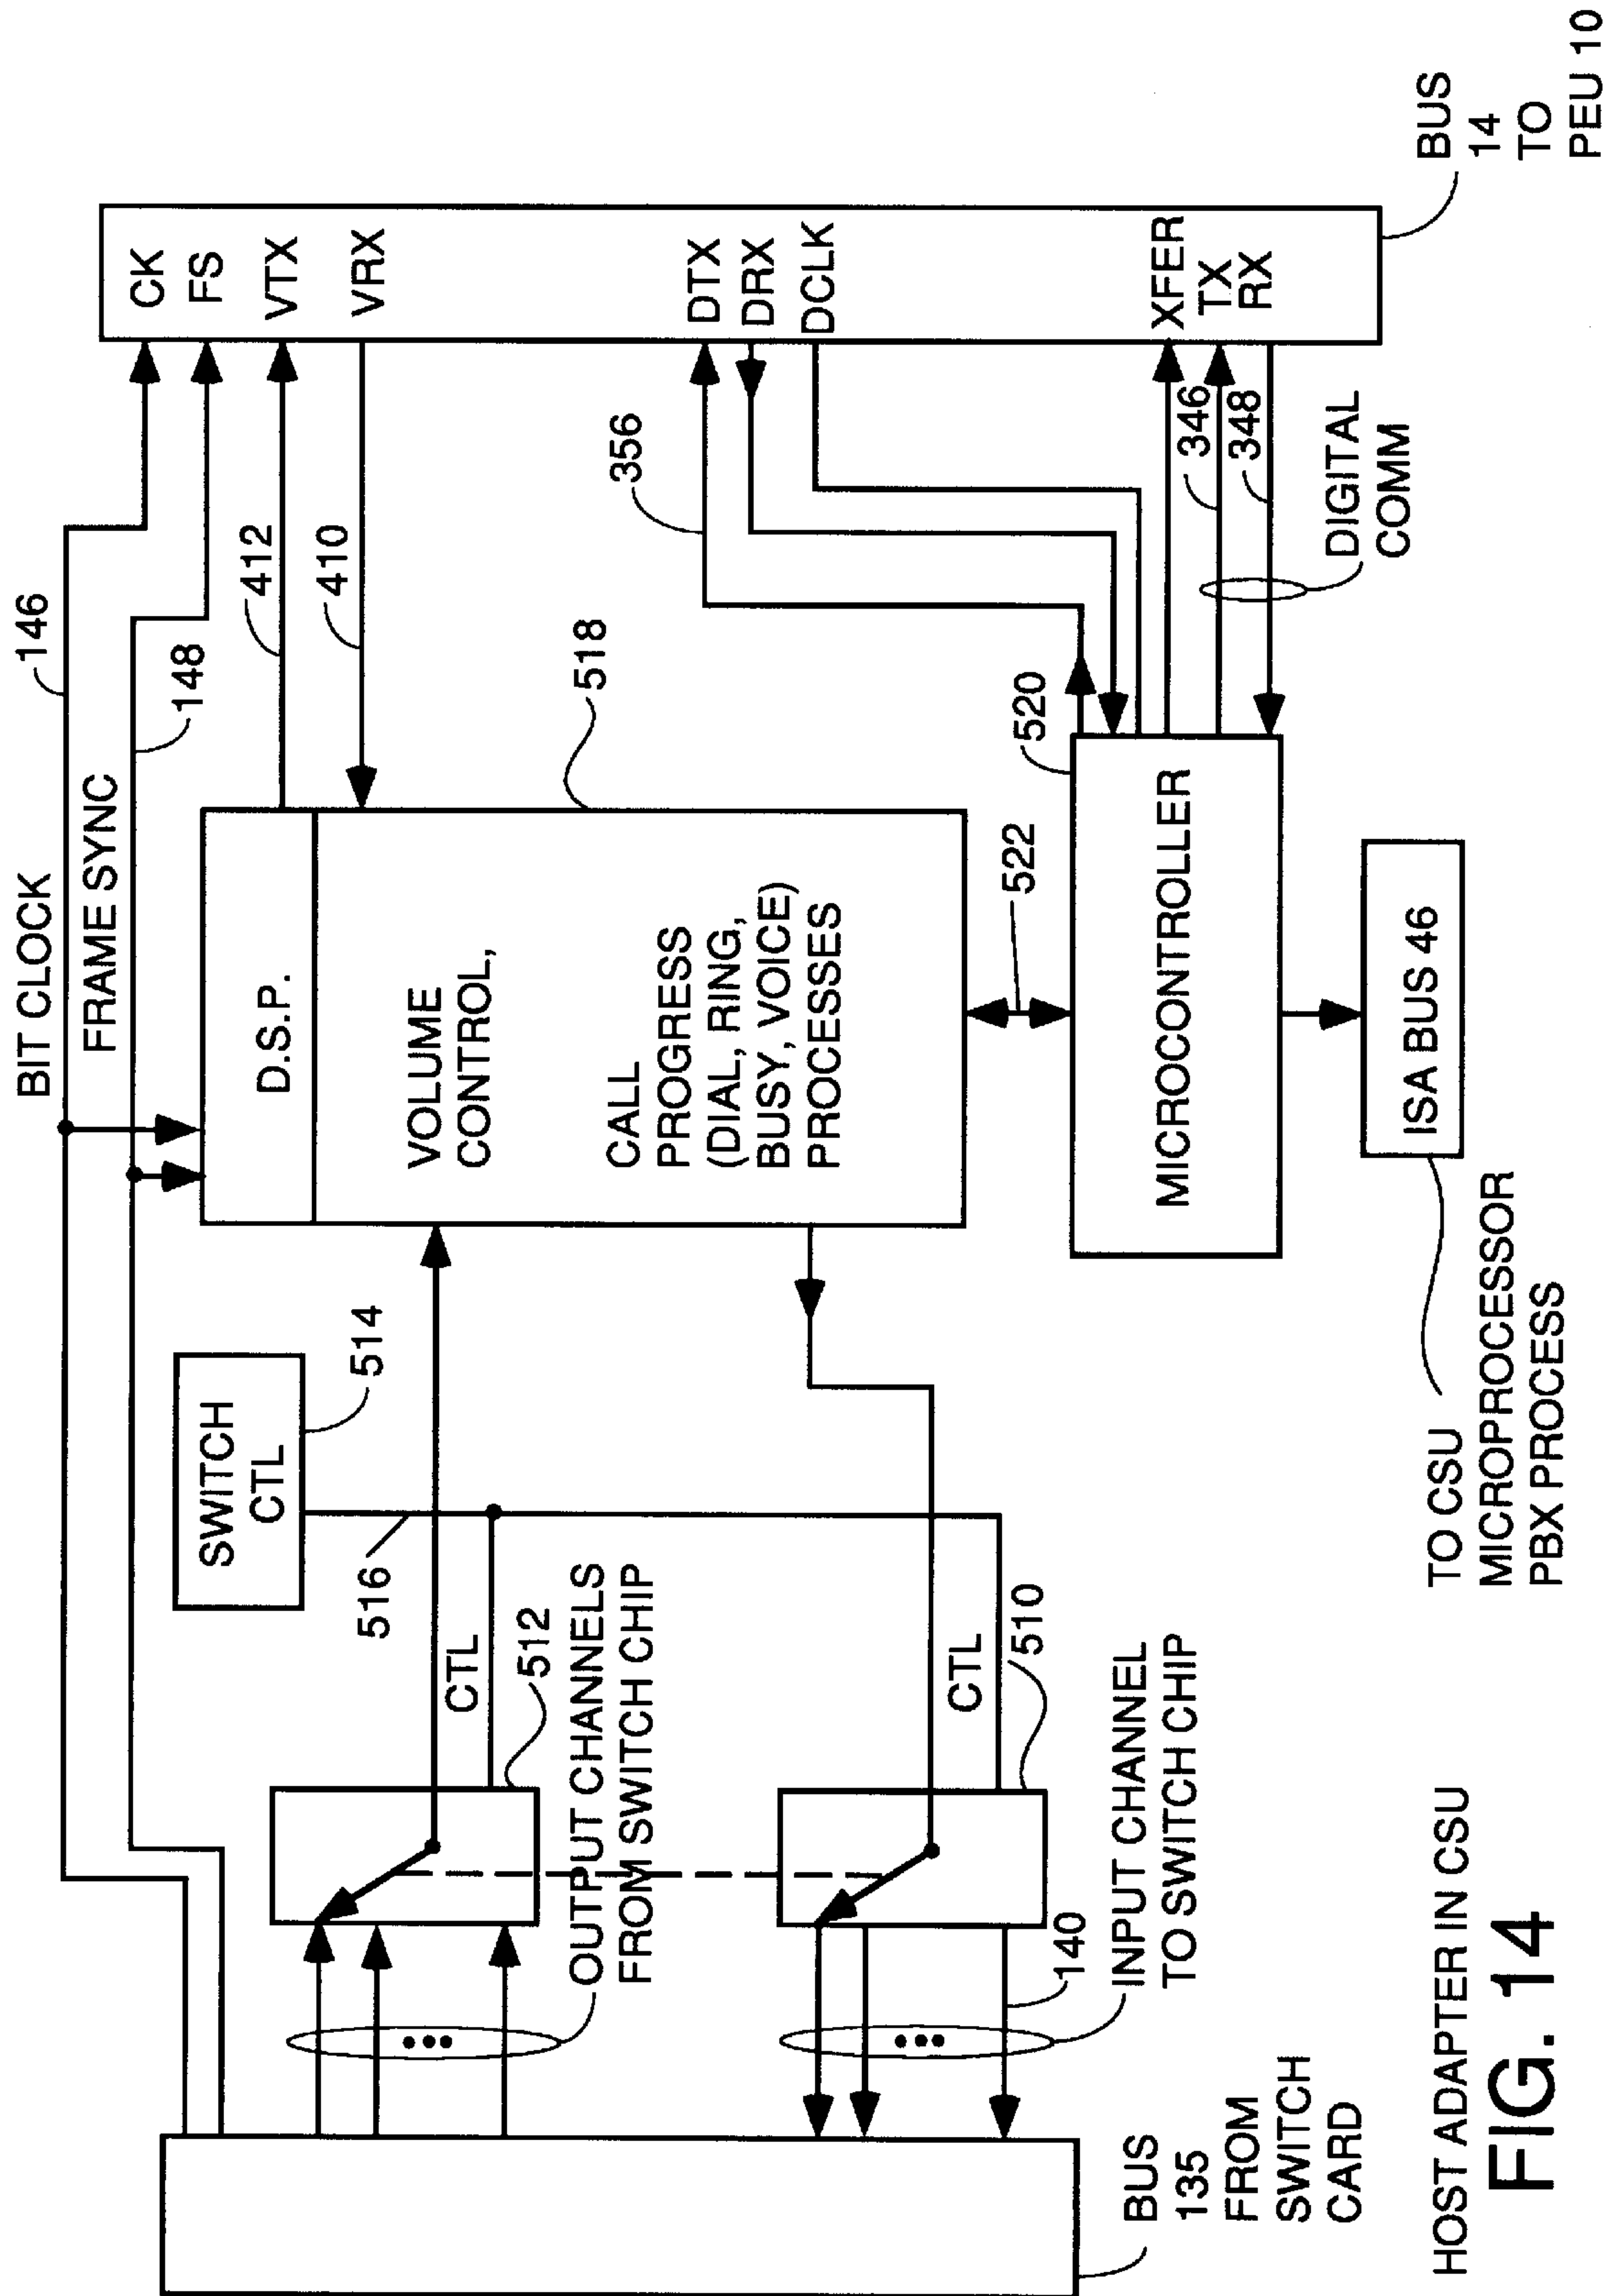 BIT CLOCK
146
FRAME SYNC
148
CK
FS
VTX
VRX
412
410
D.S.P.
VOLUME
CONTROL,
CALL
PROGRESS
(DIAL, RING,
BUSY, VOICE)
PROCESSES
518
SWITCH
CTL
514
516
CTL
512
OUTPUT CHANNELS
FROM SWITCH CHIP
CTL
510
INPUT CHANNEL
TO SWITCH CHIP
140
BUS
135
FROM
SWITCH
CARD
DTX
DRX
DCLK
356
XFER
TX
RX
346
348
DIGITAL
COMM
BUS
14
TO
PEU 10
522
520
MICROCONTROLLER
ISA BUS 46
TO CSU
MICROPROCESSOR
PBX PROCESS
HOST ADAPTER IN CSU
FIG. 14